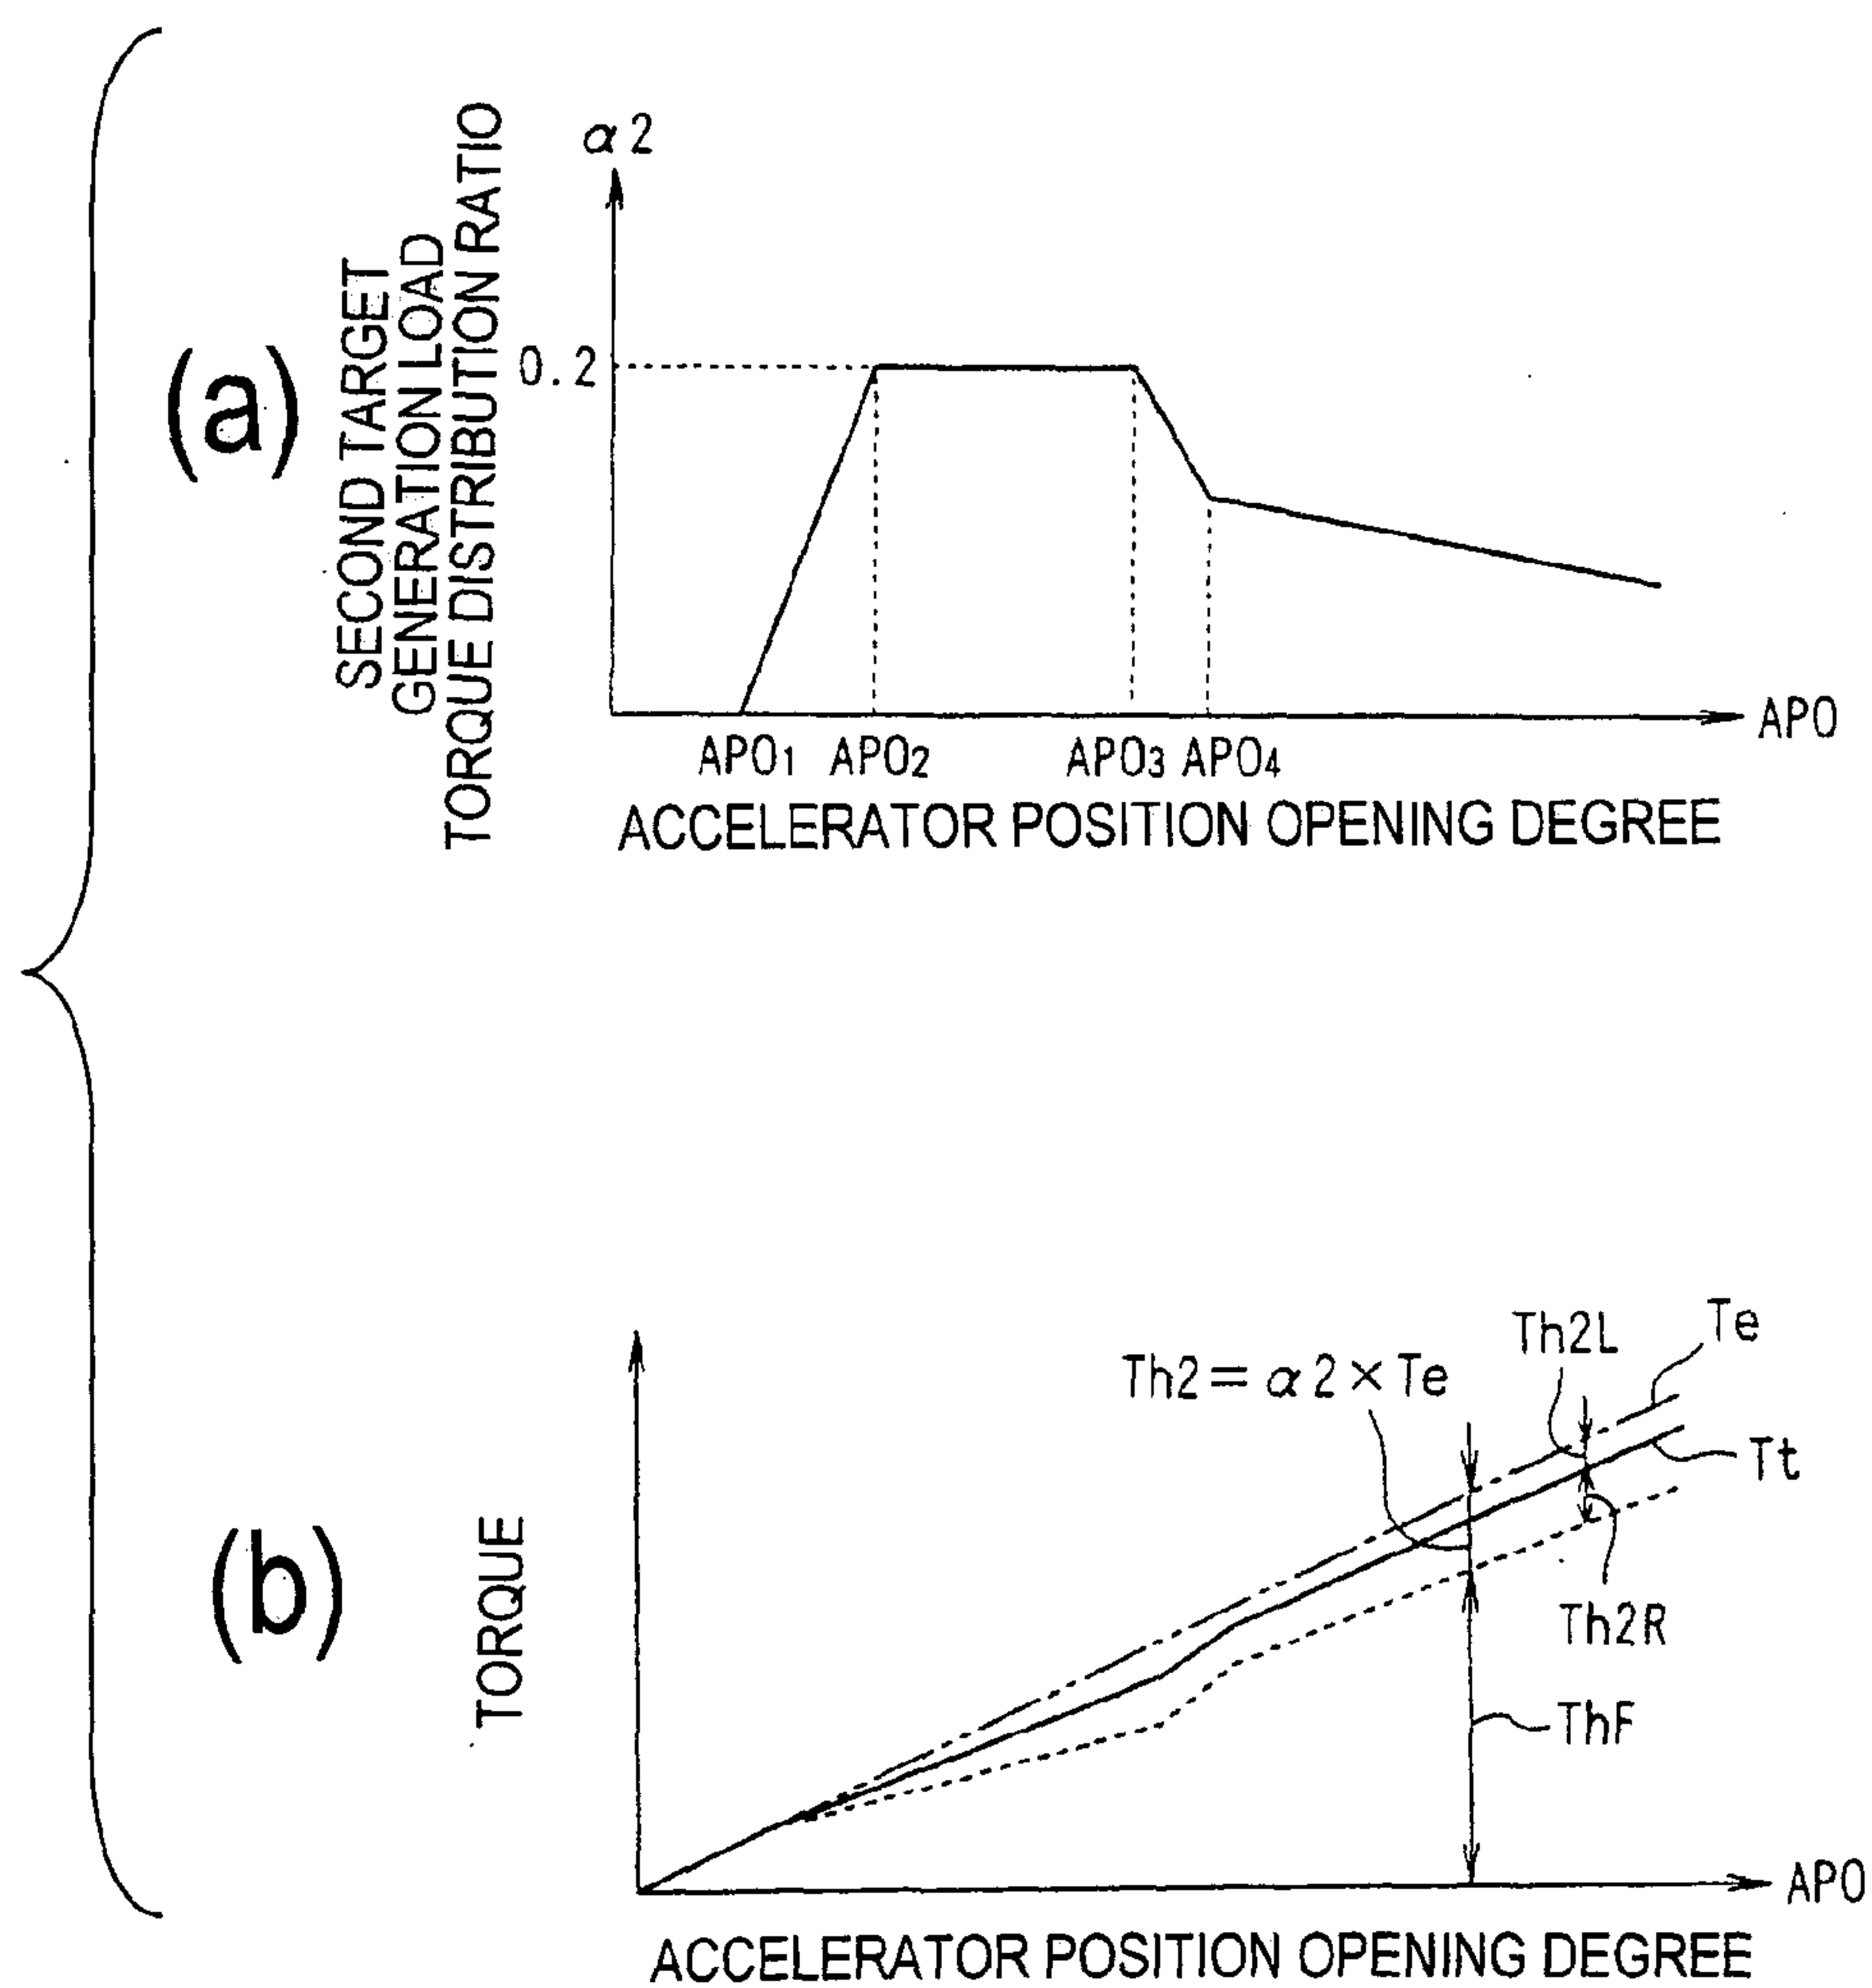 (a)
SECOND TARGET
GENERATION LOAD
TORQUE DISTRIBUTION RATIO
α2
0.2
APO
APO1 APO2 APO3 APO4
ACCELERATOR POSITION OPENING DEGREE
(b)
TORQUE
Th2=α2×Te
Th2L
Te
Tt
Th2R
ThF
APO
ACCELERATOR POSITION OPENING DEGREE